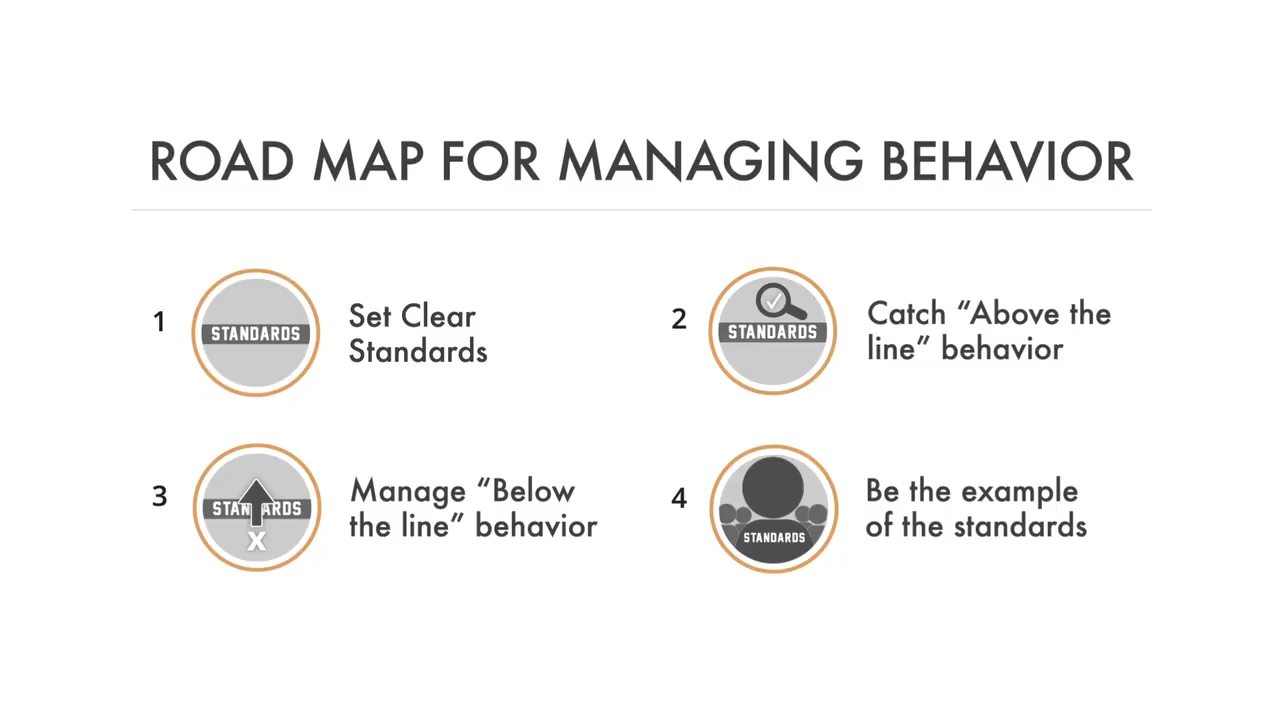 ROAD MAP FOR MANAGING BEHAVIOR
1
STANDARDS
Set Clear
Standards
2
STANDARDS
Catch “Above the
line” behavior
3
STANDARDS
X
Manage “Below
the line” behavior
4
STANDARDS
Be the example
of the standards